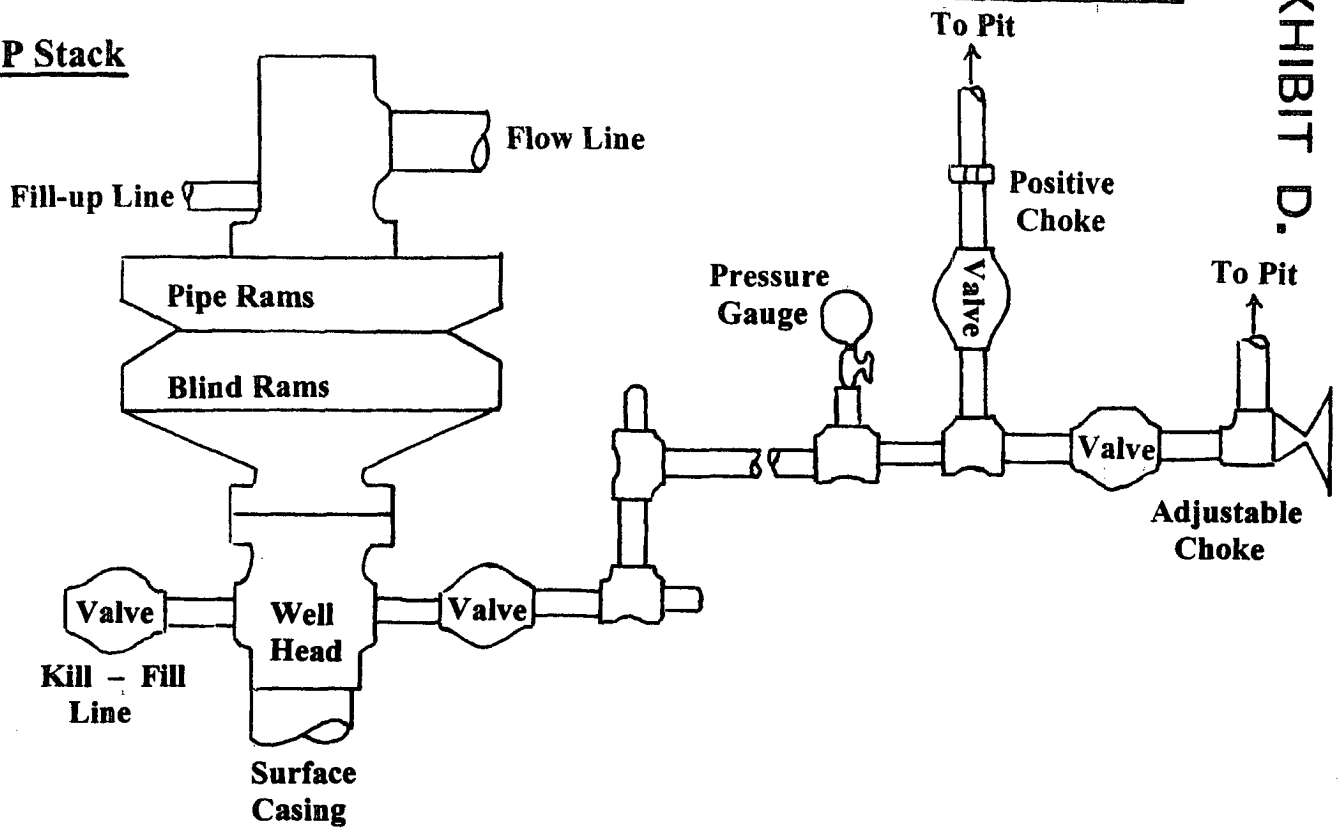 P Stack
To Pit
KHIBIT D.
Flow Line
Fill-up Line
Positive
Choke
Pressure
Gauge
Valve
To Pit
Pipe Rams
Blind Rams
Valve
Adjustable
Choke
Valve
Well
Head
Valve
Kill – Fill
Line
Surface
Casing